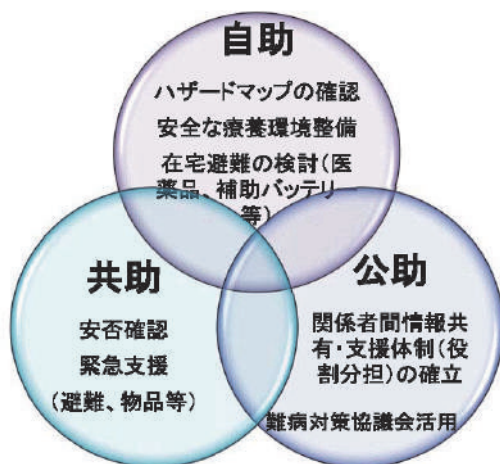 自助
ハザードマップの確認
安全な療養環境整備
在宅避難の検討(医
薬品、補助バッテリー
等)
共助
安否確認
緊急支援
(避難、物品等)
公助
関係者間情報共
有・支援体制(役
割分担)の確立
難病対策協議会活用